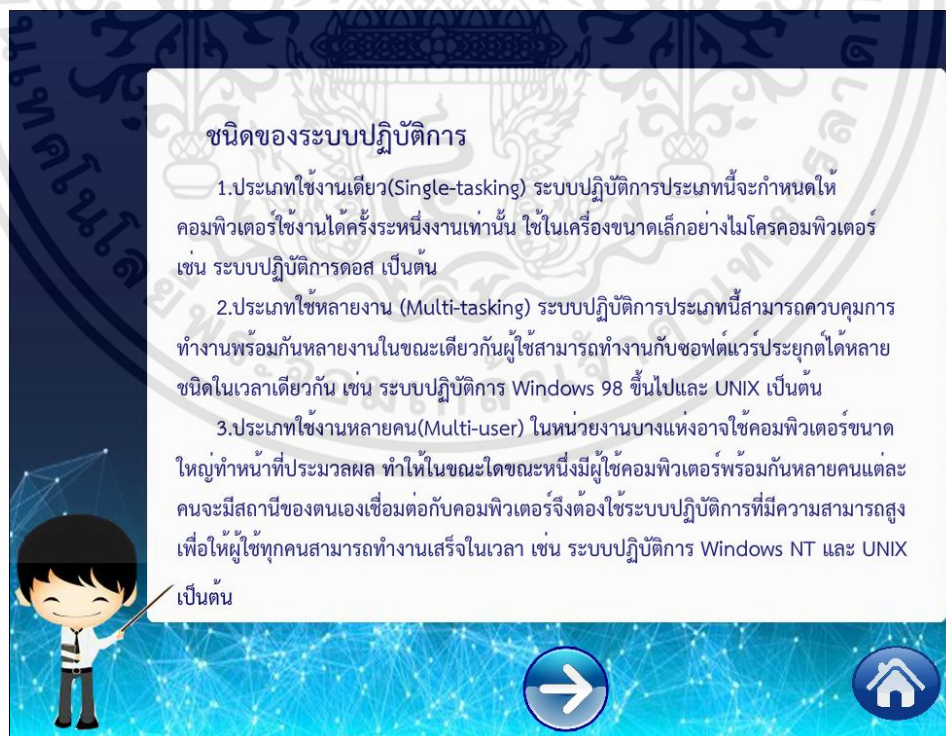 ชนิดของระบบปฏิบัติการ
1.ประเภทใช้งานเดียว(Single-tasking) ระบบปฏิบัติการประเภทนี้จะกำหนดให้
คอมพิวเตอร์ใช้งานได้ครั้งระหนึ่งงานเท่านั้น ใช้ในเครื่องขนาดเล็กอย่างไมโครคอมพิวเตอร์
เช่น ระบบปฏิบัติการดอส เป็นต้น
2.ประเภทใช้หลายงาน (Multi-tasking) ระบบปฏิบัติการประเภทนี้สามารถควบคุมการ
ทำงานพร้อมกันหลายงานในขณะเดียวกันผู้ใช้สามารถทำงานกับซอฟต์แวร์ประยุกต์ได้หลาย
ชนิดในเวลาเดียวกัน เช่น ระบบปฏิบัติการ Windows 98 ขึ้นไปและ UNIX เป็นต้น
3.ประเภทใช้งานหลายคน(Multi-user) ในหน่วยงานบางแห่งอาจใช้คอมพิวเตอร์ขนาด
ใหญ่ทำหน้าที่ประมวลผล ทำให้ในขณะใดขณะหนึ่งมีผู้ใช้คอมพิวเตอร์พร้อมกันหลายคนแต่ละ
คนจะมีสถานีของตนเองเชื่อมต่อกับคอมพิวเตอร์จึงต้องใช้ระบบปฏิบัติการที่มีความสามารถสูง
เพื่อให้ผู้ใช้ทุกคนสามารถทำงานเสร็จในเวลา เช่น ระบบปฏิบัติการ Windows NT และ UNIX
เป็นต้น